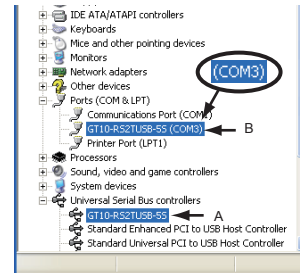 IDE ATA/ATAPI controllers
Keyboards
Mice and other pointing devices
Monitors
Network adapters
(COM3)
Other devices
Ports (COM & LPT)
Communications Port
GT10-RS2TUSB-5S (COM3)
B
Printer Port (LPT1)
Processors
Sound, video and game controllers
System devices
Universal Serial Bus controllers
GT10-RS2TUSB-5S
A
Standard Enhanced PCI to USB Host Controller
Standard Universal PCI to USB Host Controller